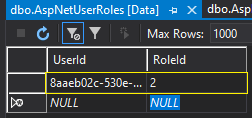 dbo.AspNetUserRoles [Data] dbo.Asp
Max Rows: 1000
UserId RoleId
8aaeb02c-530e-... 2
NULL NULL